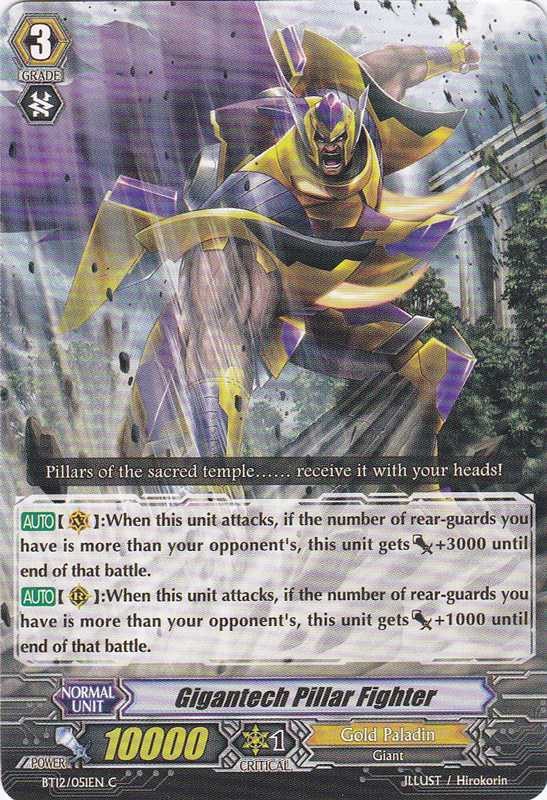 3
GRADE
Pillars of the sacred temple...... receive it with your heads!
AUTO【 V 】:When this unit attacks, if the number of rear-guards you
have is more than your opponent's, this unit gets +3000 until
end of that battle.
AUTO【 R 】:When this unit attacks, if the number of rear-guards you
have is more than your opponent's, this unit gets +1000 until
end of that battle.
NORMAL
UNIT
Gigantech Pillar Fighter
POWER
10000
1
CRITICAL
Gold Paladin
Giant
BT12/051EN C
ILLUST / Hirokorin